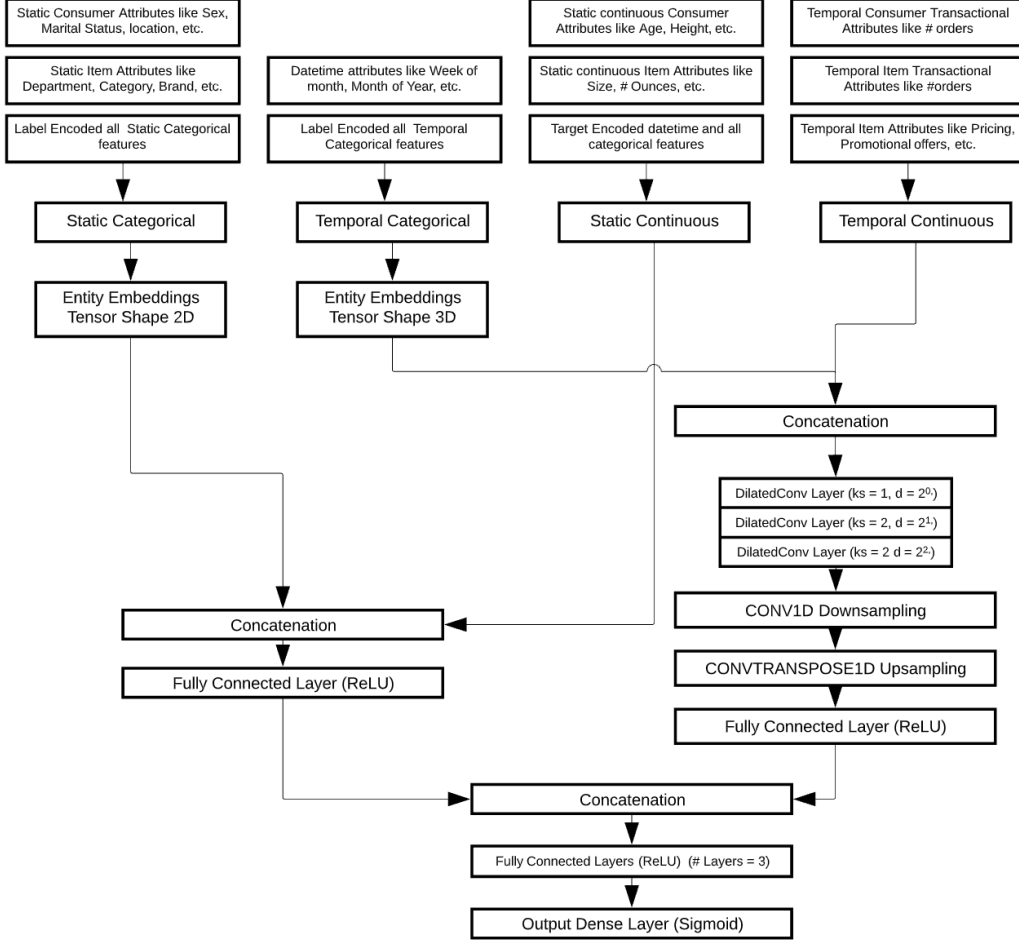 Static Consumer Attributes like Sex,
Marital Status, location, etc.
Static Item Attributes like
Department, Category, Brand, etc.
Label Encoded all  Static Categorical
features
Static Categorical
Entity Embeddings
Tensor Shape 2D
Datetime attributes like Week of
month, Month of Year, etc.
Label Encoded all  Temporal
Categorical features
Temporal Categorical
Entity Embeddings
Tensor Shape 3D
Static continuous Consumer
Attributes like Age, Height, etc.
Static continuous Item Attributes like
Size, # Ounces, etc.
Target Encoded datetime and all
categorical features
Static Continuous
Temporal Consumer Transactional
Attributes like # orders
Temporal Item Transactional
Attributes like #orders
Temporal Item Attributes like Pricing,
Promotional offers, etc.
Temporal Continuous
Concatenation
DilatedConv Layer (ks = 1, d = 2⁰·)
DilatedConv Layer (ks = 2, d = 2¹·)
DilatedConv Layer (ks = 2 d = 2²·)
CONV1D Downsampling
CONVTRANSPOSE1D Upsampling
Fully Connected Layer (ReLU)
Concatenation
Fully Connected Layer (ReLU)
Concatenation
Fully Connected Layers (ReLU)  (# Layers = 3)
Output Dense Layer (Sigmoid)